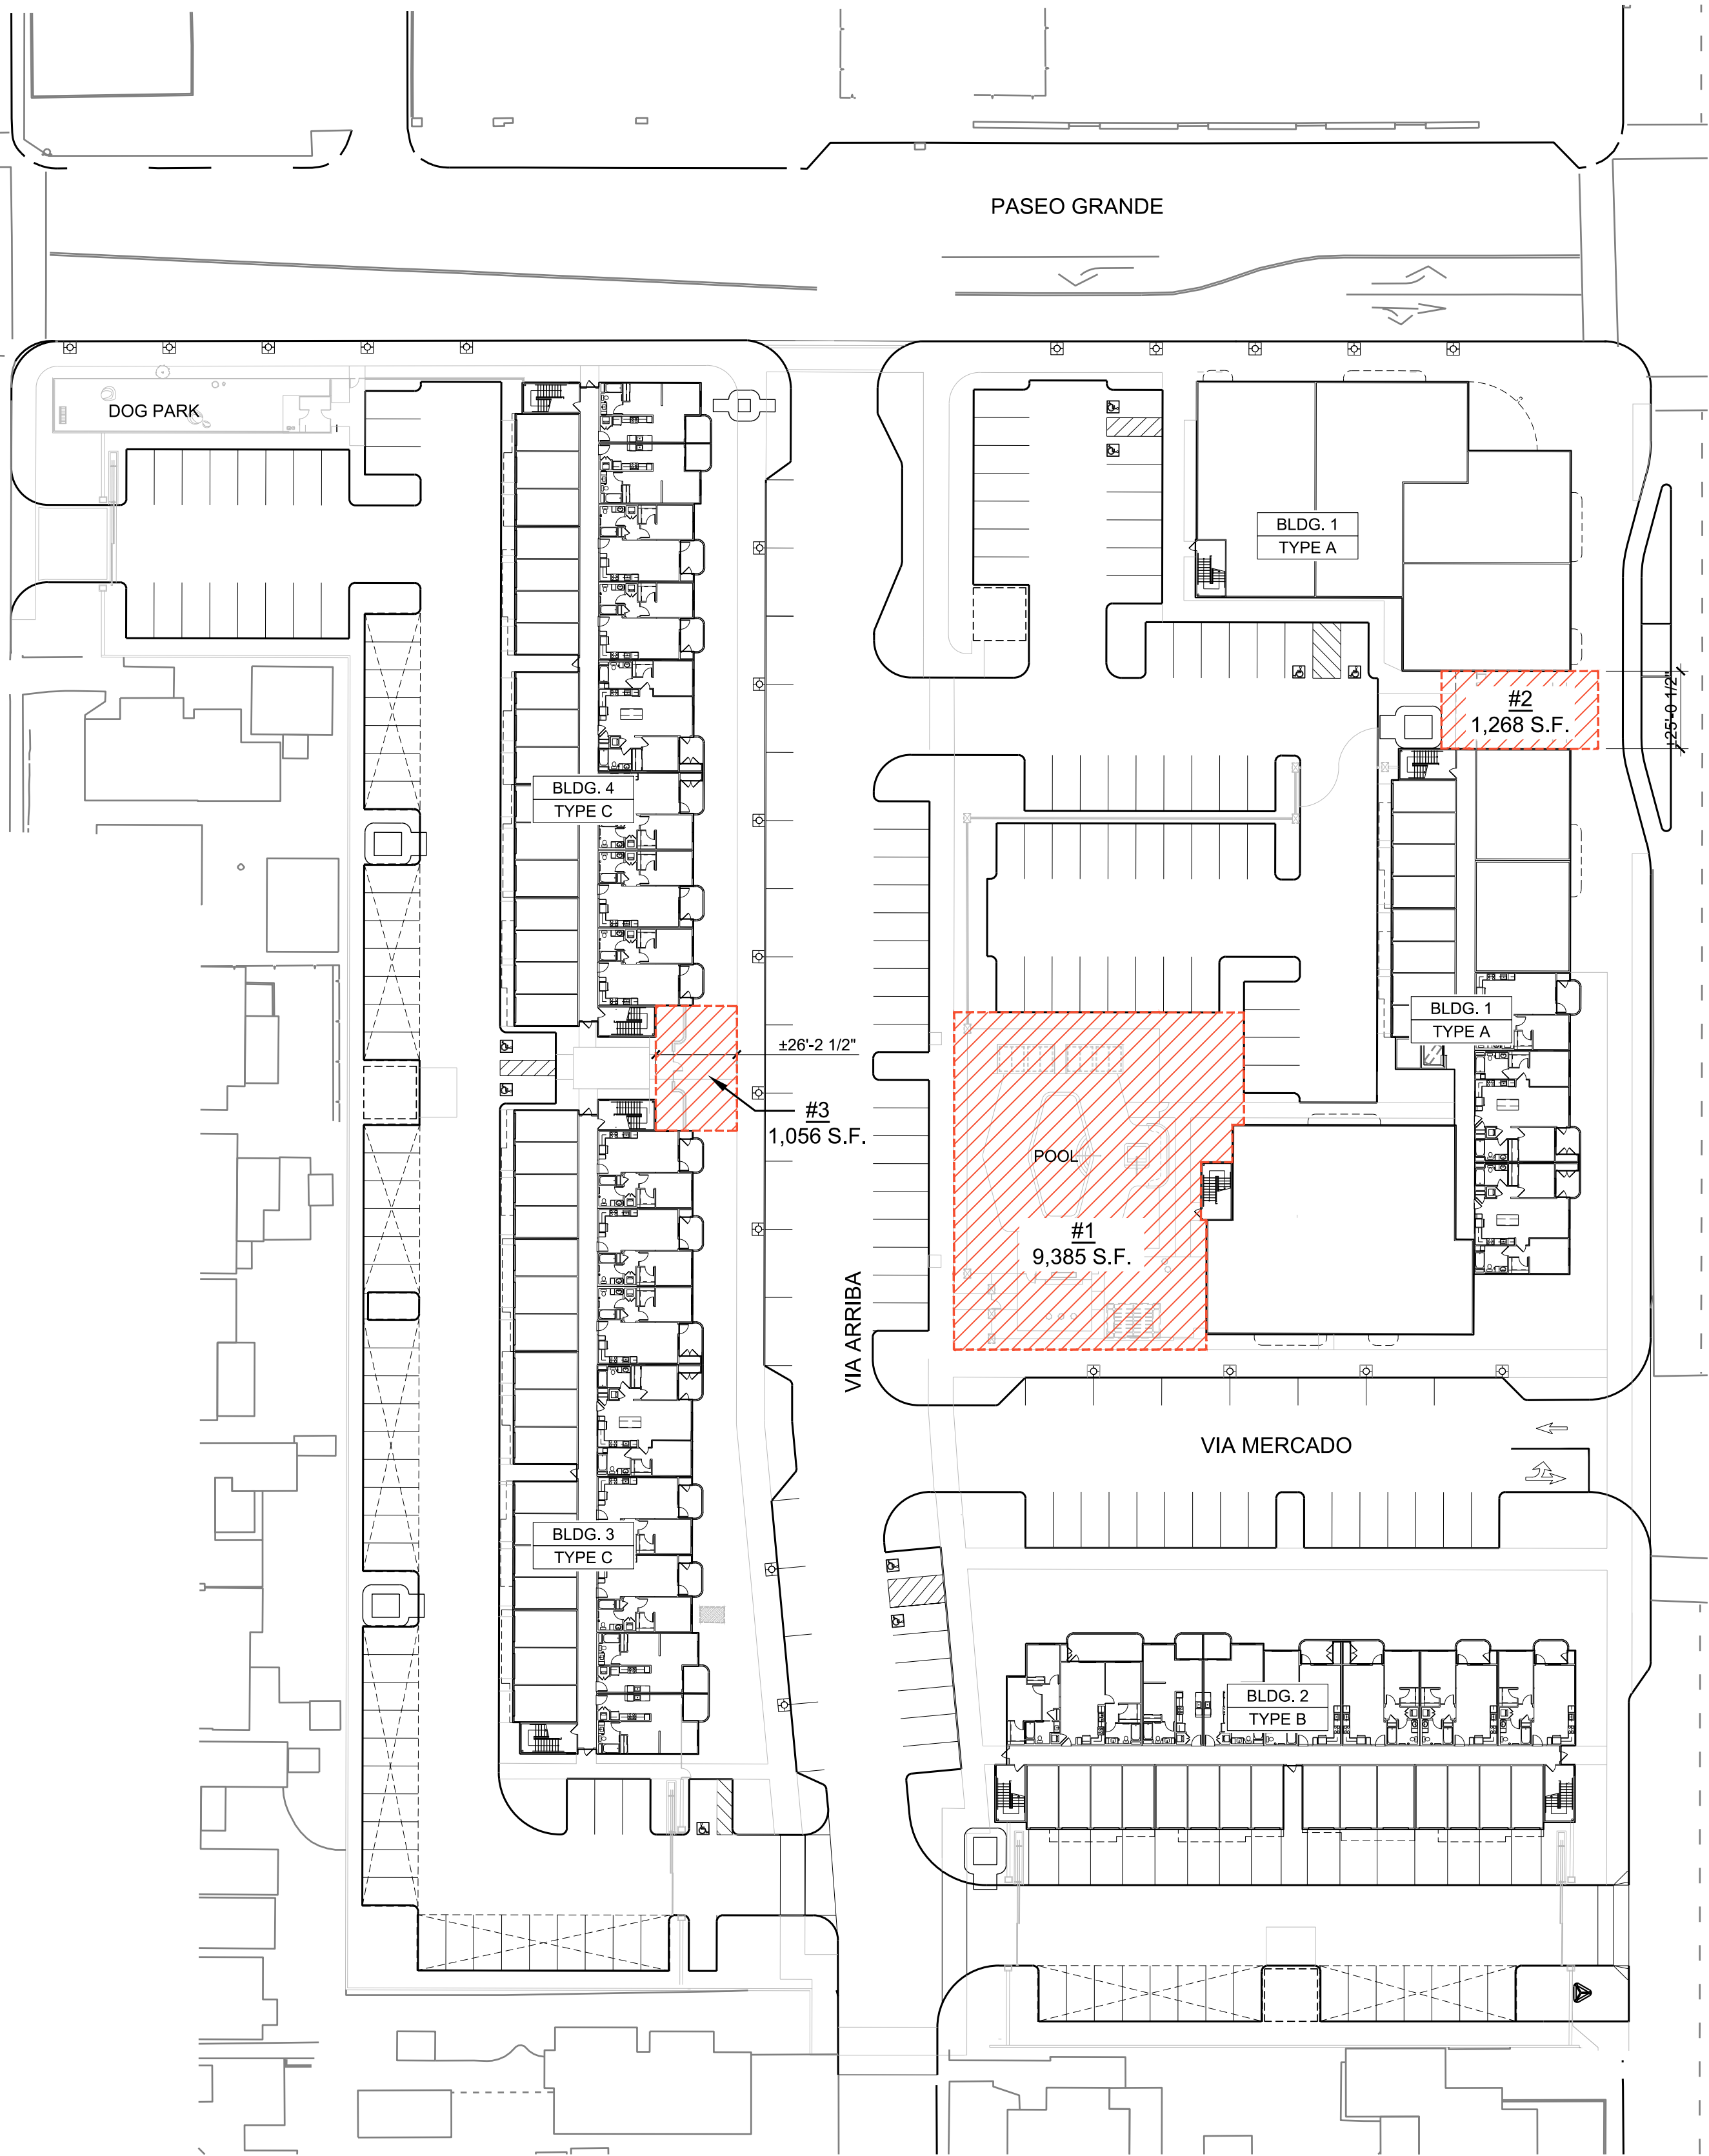 PASEO GRANDE
DOG PARK
BLDG. 1
TYPE A
#2
1,268 S.F.
±25'-0 1/2"
BLDG. 4
TYPE C
BLDG. 1
TYPE A
±26'-2 1/2"
#3
1,056 S.F.
POOL
#1
9,385 S.F.
VIA ARRIBA
VIA MERCADO
BLDG. 3
TYPE C
BLDG. 2
TYPE B